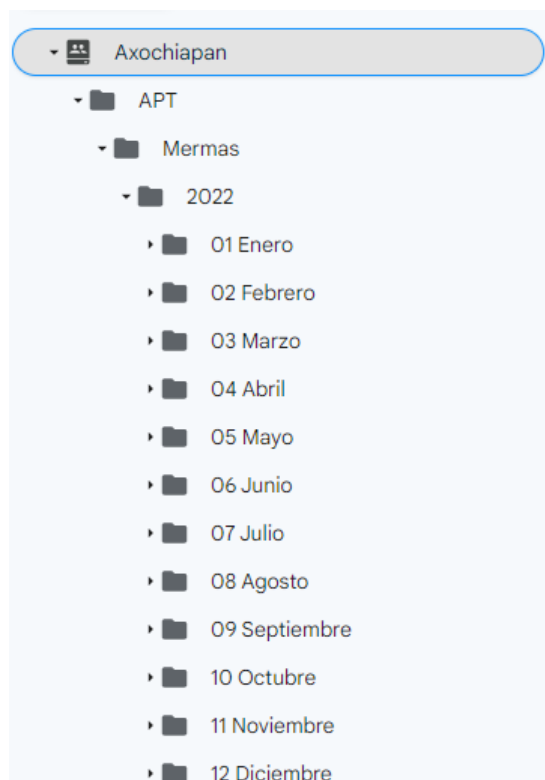 Axochiapan
APT
Mermas
2022
01 Enero
02 Febrero
03 Marzo
04 Abril
05 Mayo
06 Junio
07 Julio
08 Agosto
09 Septiembre
10 Octubre
11 Noviembre
12 Diciembre